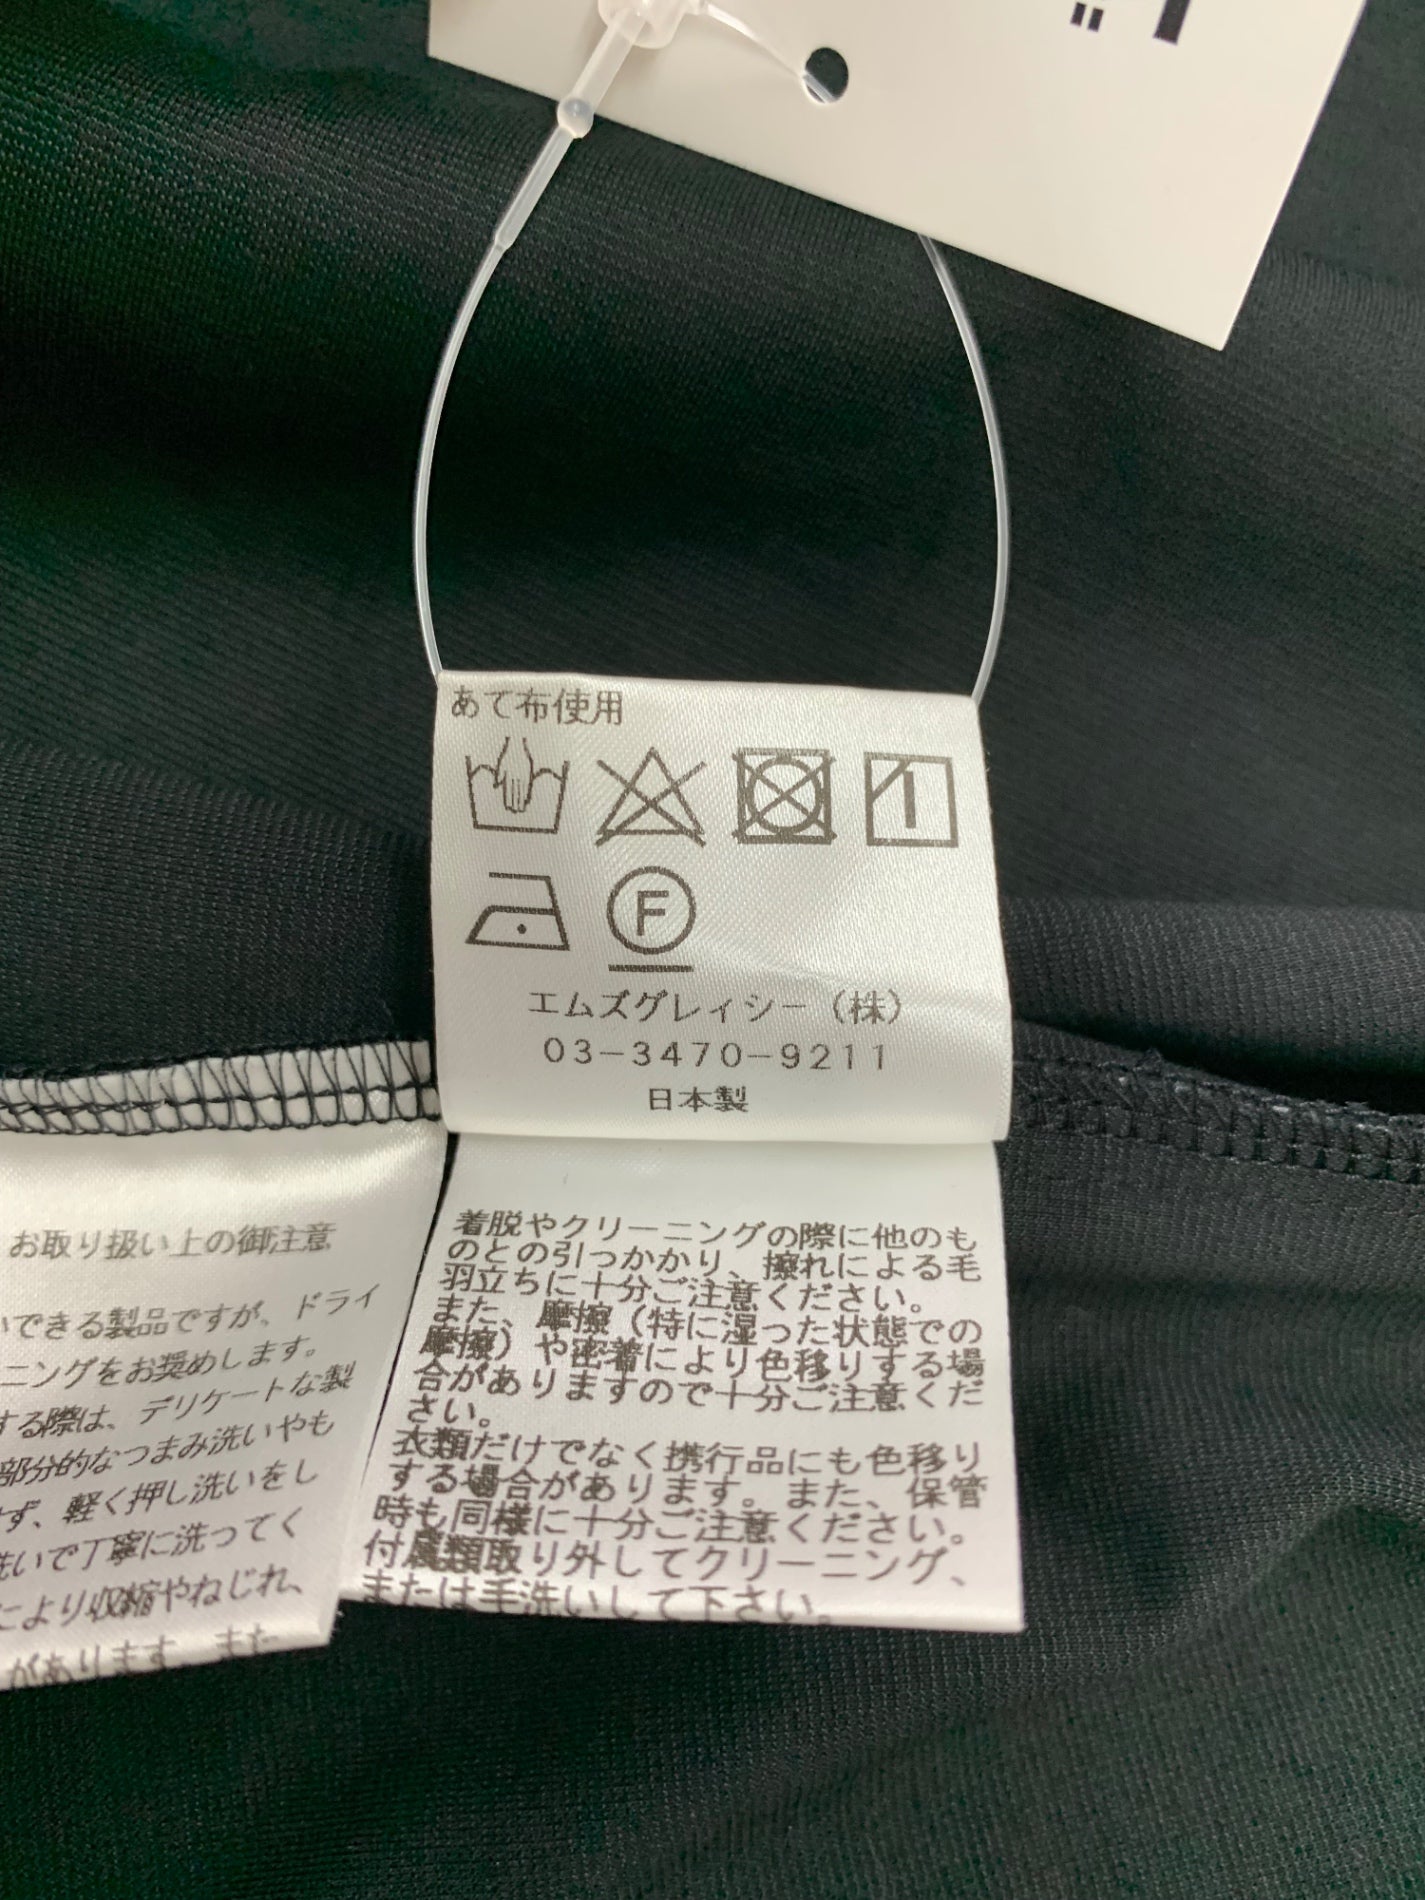 あて布使用
F
エムズグレイシー（株）
03-3470-9211
日本製
着脱やクリーニングの際に他のも
のとの引っかかり、擦れによる毛
羽立ちに十分ご注意ください。
また、摩擦（特に湿った状態での
摩擦）や密着により色移りする場
合がありますので十分ご注意くだ
さい。
衣類だけでなく携行品にも色移り
する場合があります。また、保管
時も同様に十分ご注意ください。
付属類取り外してクリーニング、
または手洗いして下さい。
お取り扱い上の御注意
いできる製品ですが、ドライ
ニングをお奨めします。
する際は、デリケートな製
部分的なつまみ洗いやも
ず、軽く押し洗いをし
洗いで丁寧に洗ってく
により収縮やねじれ、
があります。また